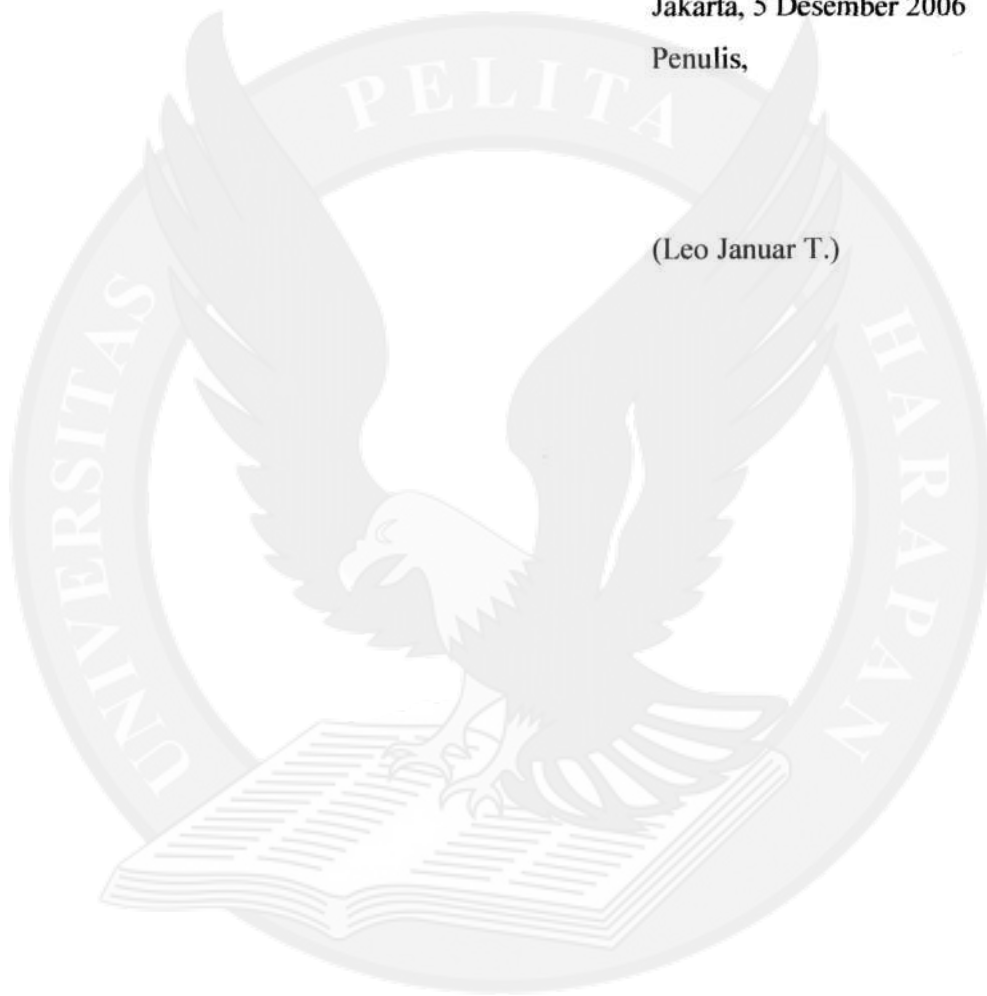 Jakarta, 5 Desember 2006
Penulis,
(Leo Januar T.)
UNIVERSITAS PELITA HARAPAN